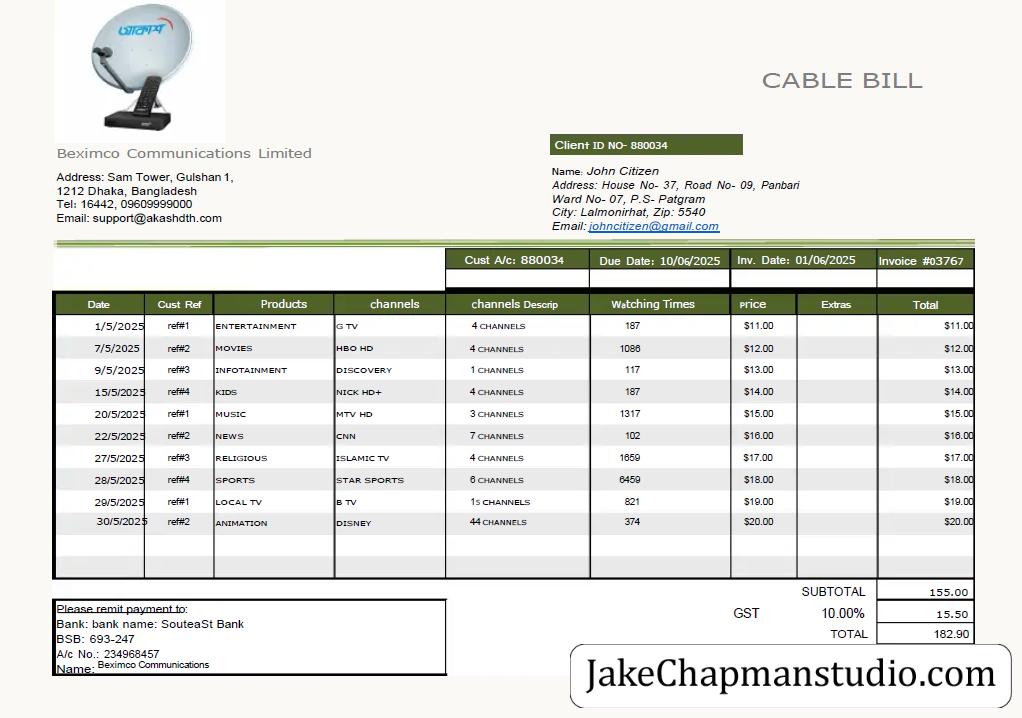 আকাশ
CABLE BILL
Beximco Communications Limited
Address: Sam Tower, Gulshan 1,
1212 Dhaka, Bangladesh
Tel: 16442, 09609999000
Email: support@akashdth.com
Client ID NO- 880034
Name: John Citizen
Address: House No- 37, Road No- 09, Panbari
Ward No- 07, P.S- Patgram
City: Lalmonirhat, Zip: 5540
Email: johncitizen@gmail.com
Cust A/c: 880034 Due Date: 10/06/2025 Inv. Date: 01/06/2025 Invoice #03767
Date Cust Ref Products channels channels Descrip Watching Times Price Extras Total
1/5/2025 ref#1 ENTERTAINMENT G TV 4 CHANNELS 187 $11.00 $11.00
7/5/2025 ref#2 MOVIES HBO HD 4 CHANNELS 1086 $12.00 $12.00
9/5/2025 ref#3 INFOTAINMENT DISCOVERY 1 CHANNELS 117 $13.00 $13.00
15/5/2025 ref#4 KIDS NICK HD+ 4 CHANNELS 187 $14.00 $14.00
20/5/2025 ref#1 MUSIC MTV HD 3 CHANNELS 1317 $15.00 $15.00
22/5/2025 ref#2 NEWS CNN 7 CHANNELS 102 $16.00 $16.00
27/5/2025 ref#3 RELIGIOUS ISLAMIC TV 4 CHANNELS 1659 $17.00 $17.00
28/5/2025 ref#4 SPORTS STAR SPORTS 6 CHANNELS 6459 $18.00 $18.00
29/5/2025 ref#1 LOCAL TV B TV 15 CHANNELS 821 $19.00 $19.00
30/5/2025 ref#2 ANIMATION DISNEY 44 CHANNELS 374 $20.00 $20.00
SUBTOTAL 155.00
GST 10.00% 15.50
TOTAL 182.90
Please remit payment to:
Bank: bank name: SouteaSt Bank
BSB: 693-247
A/c No.: 234968457
Name: Beximco Communications
JakeChapmanstudio.com